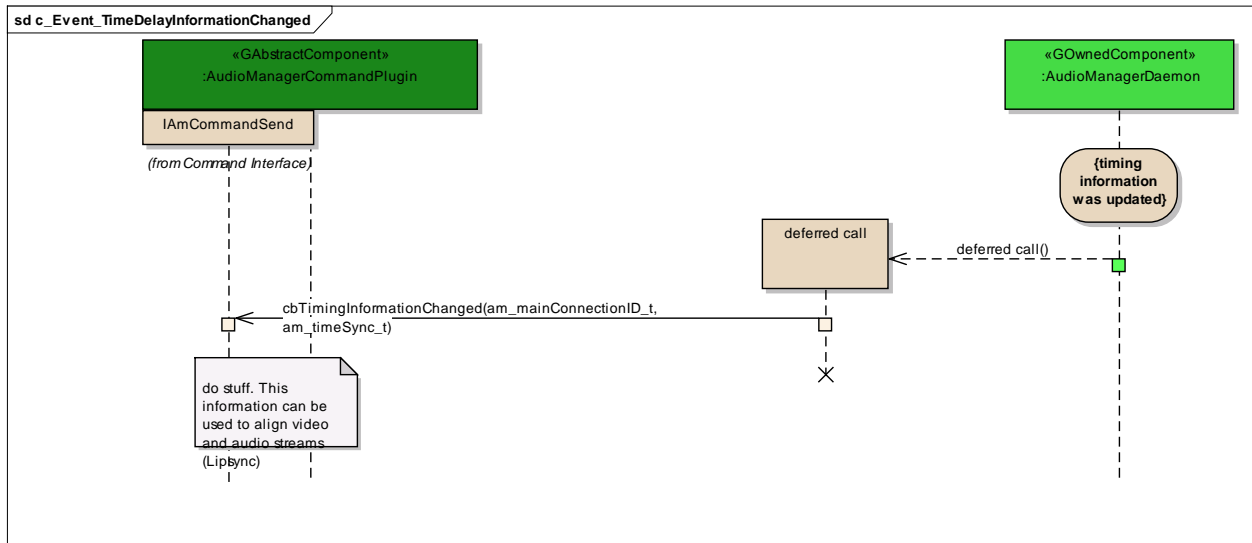 sd c_Event_TimeDelayInformationChanged
«GAbstractComponent»
:AudioManagerCommandPlugin
IAmCommandSend
(from Command Interface)
«GOwnedComponent»
:AudioManagerDaemon
{timing
information
was updated}
deferred call
deferred call()
cbTimingInformationChanged(am_mainConnectionID_t,
am_timeSync_t)
do stuff. This
information can be
used to align video
and audio streams
(Lipsync)